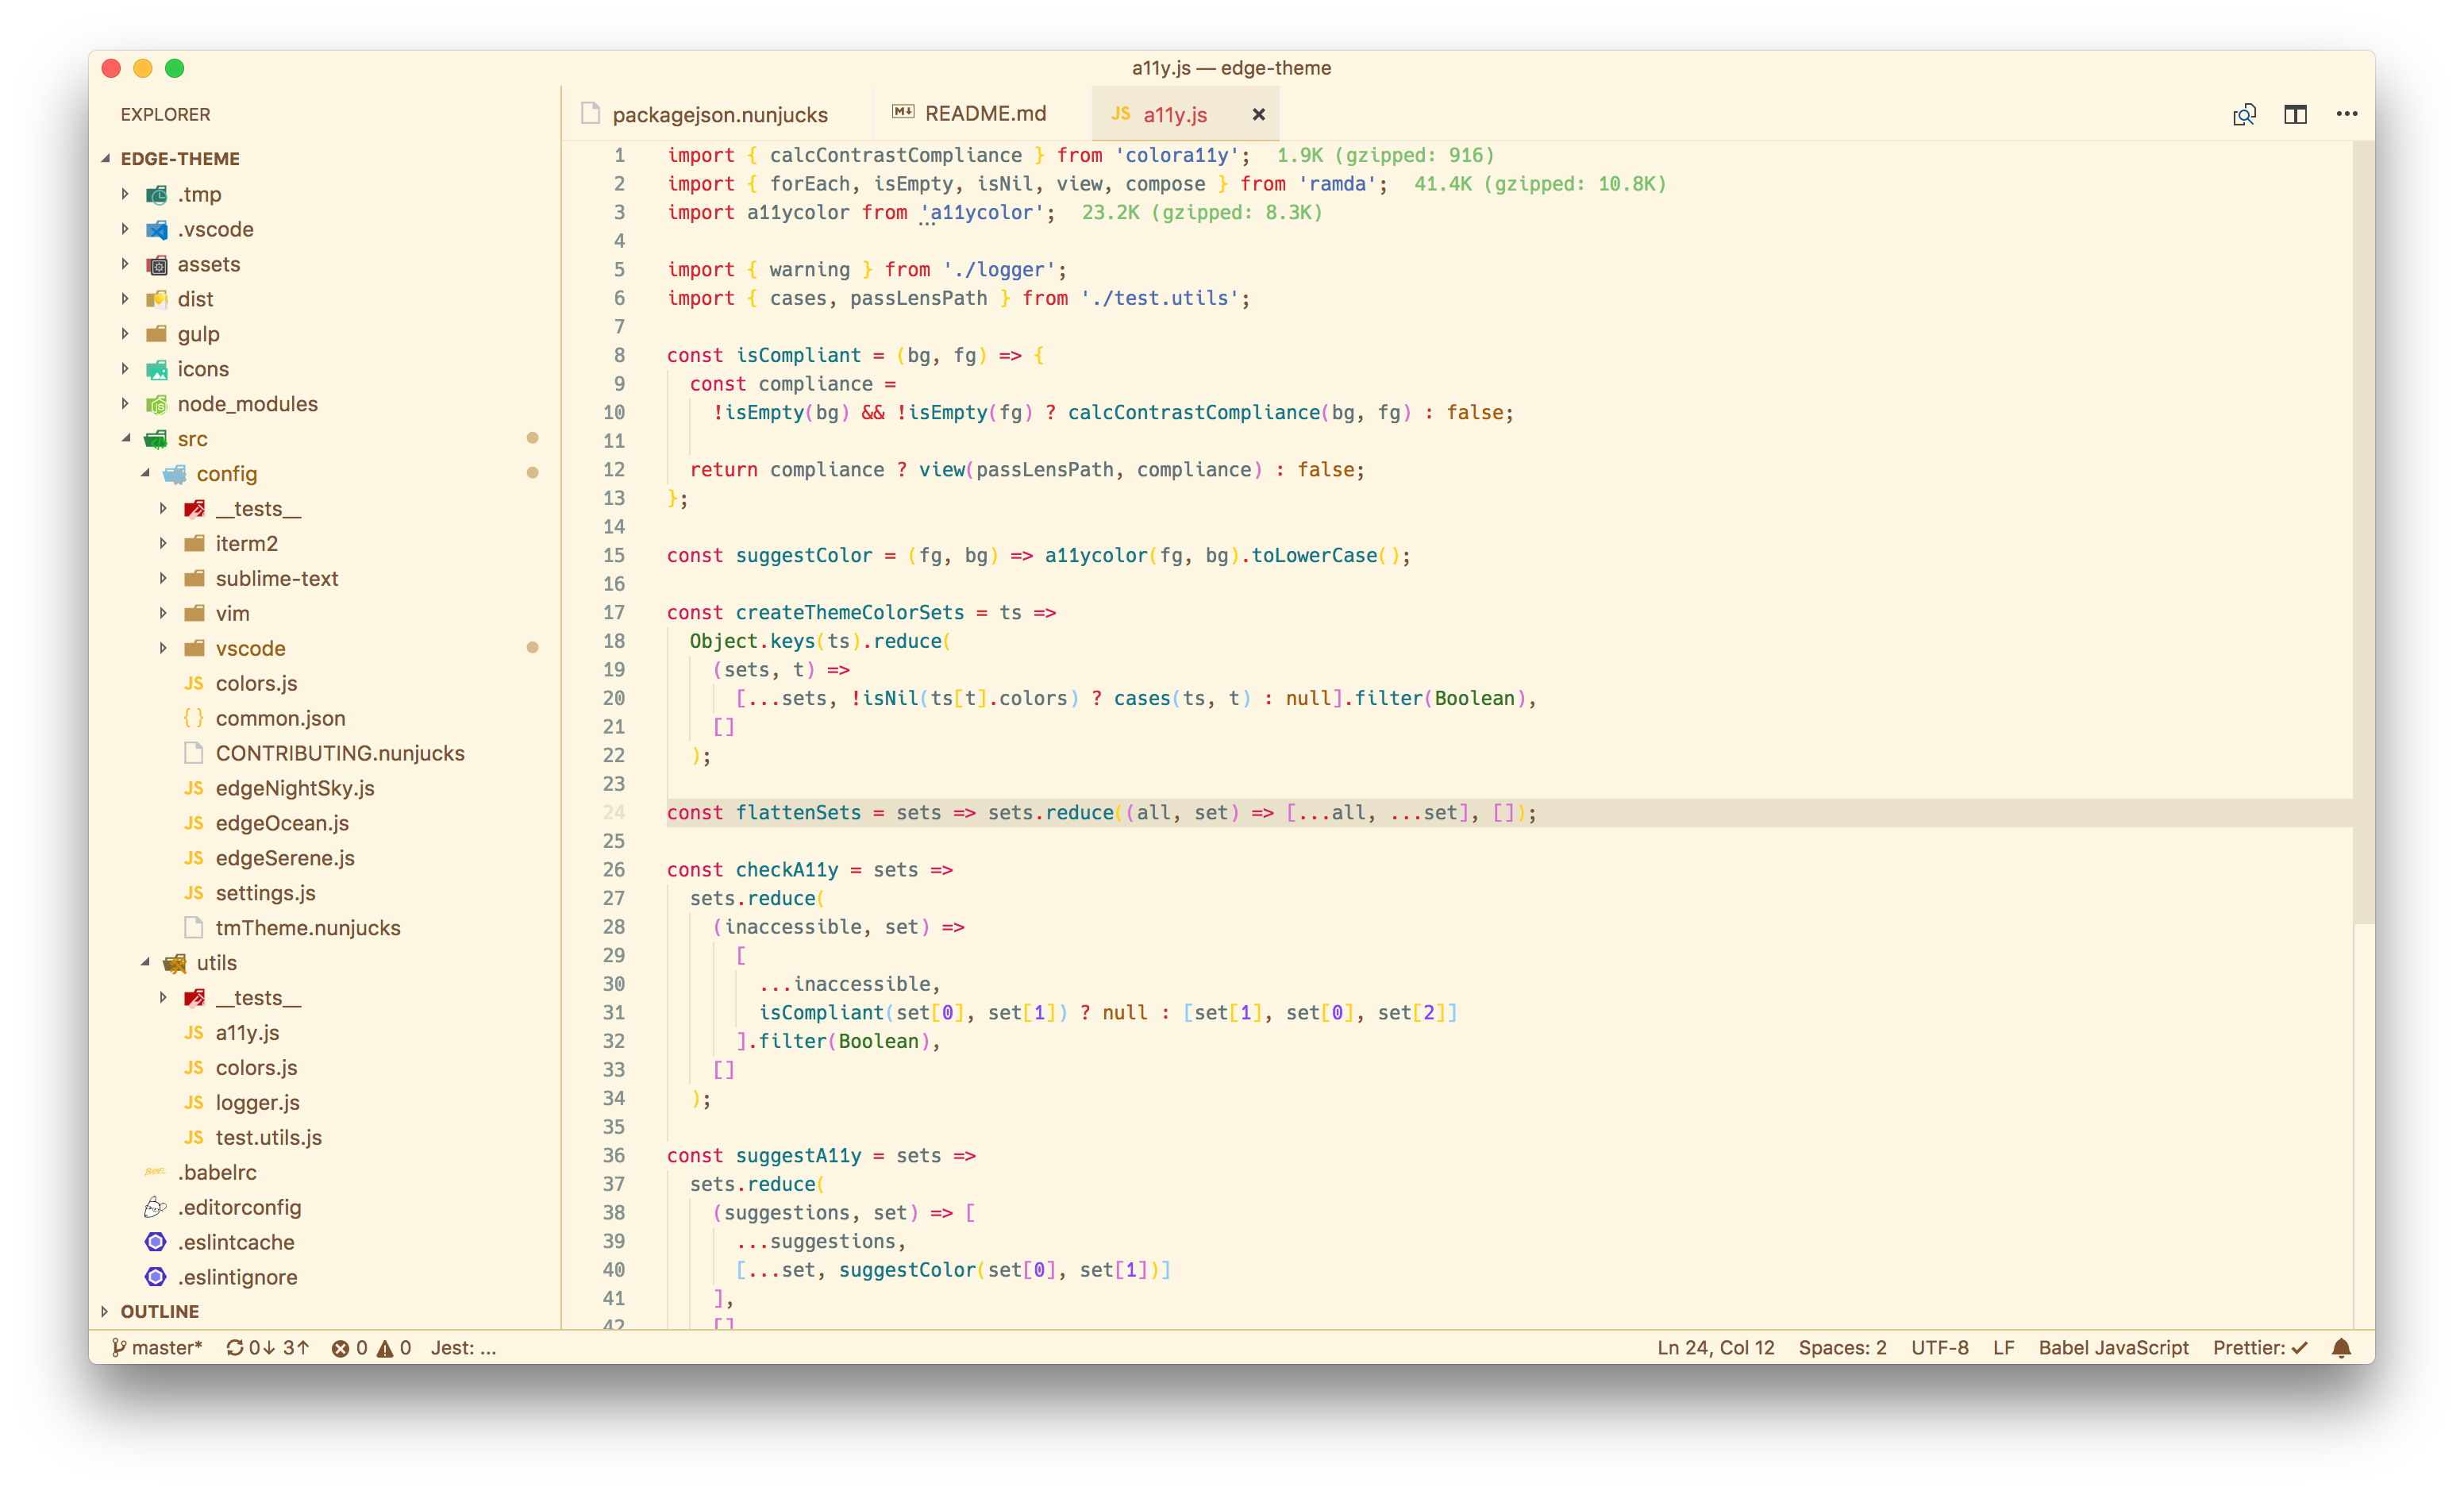 a11y.js — edge-theme
EXPLORER
EDGE-THEME
.tmp
.vscode
assets
dist
gulp
icons
node_modules
src
config
__tests__
iterm2
sublime-text
vim
vscode
JS colors.js
{ } common.json
CONTRIBUTING.nunjucks
JS edgeNightSky.js
JS edgeOcean.js
JS edgeSerene.js
JS settings.js
tmTheme.nunjucks
utils
__tests__
JS a11y.js
JS colors.js
JS logger.js
JS test.utils.js
BABEL .babelrc
.editorconfig
.eslintcache
.eslintignore
OUTLINE
packagejson.nunjucks
M↓ README.md
JS a11y.js ×
1 import { calcContrastCompliance } from 'colora11y'; 1.9K (gzipped: 916)
2 import { forEach, isEmpty, isNil, view, compose } from 'ramda'; 41.4K (gzipped: 10.8K)
3 import a11ycolor from 'a11ycolor'; 23.2K (gzipped: 8.3K)
4
5 import { warning } from './logger';
6 import { cases, passLensPath } from './test.utils';
7
8 const isCompliant = (bg, fg) => {
9 const compliance =
10 !isEmpty(bg) && !isEmpty(fg) ? calcContrastCompliance(bg, fg) : false;
11
12 return compliance ? view(passLensPath, compliance) : false;
13 };
14
15 const suggestColor = (fg, bg) => a11ycolor(fg, bg).toLowerCase();
16
17 const createThemeColorSets = ts =>
18 Object.keys(ts).reduce(
19 (sets, t) =>
20 [...sets, !isNil(ts[t].colors) ? cases(ts, t) : null].filter(Boolean),
21 []
22 );
23
24 const flattenSets = sets => sets.reduce((all, set) => [...all, ...set], []);
25
26 const checkA11y = sets =>
27 sets.reduce(
28 (inaccessible, set) =>
29 [
30 ...inaccessible,
31 isCompliant(set[0], set[1]) ? null : [set[1], set[0], set[2]]
32 ].filter(Boolean),
33 []
34 );
35
36 const suggestA11y = sets =>
37 sets.reduce(
38 (suggestions, set) => [
39 ...suggestions,
40 [...set, suggestColor(set[0], set[1])]
41 ],
42 []
master* 0↓ 3↑ 0 0 Jest: ...
Ln 24, Col 12 Spaces: 2 UTF-8 LF Babel JavaScript Prettier: ✓